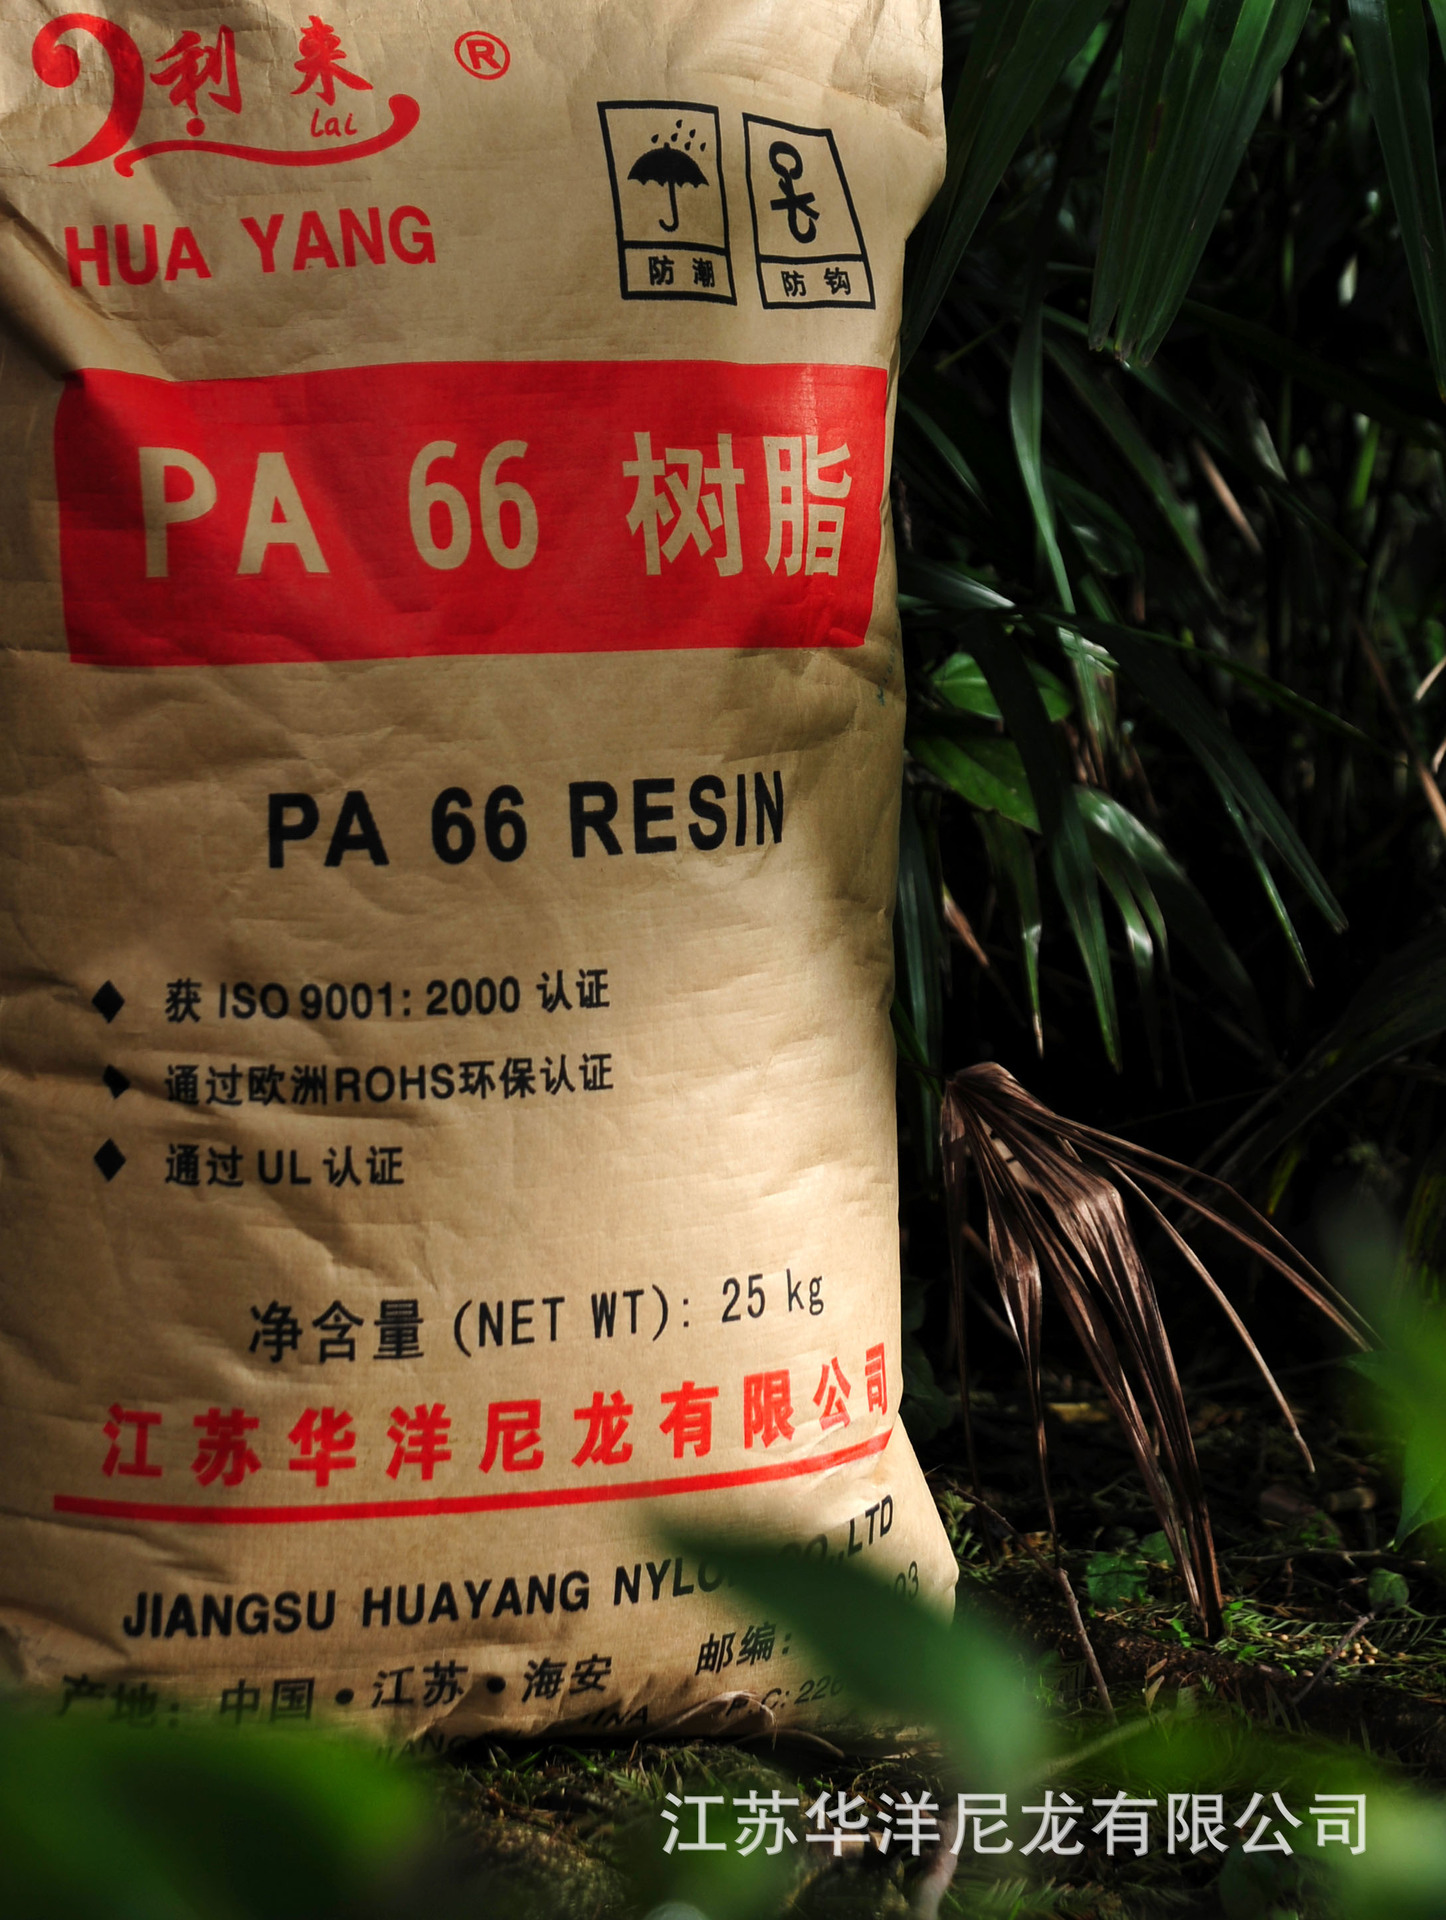 利来
lai
®
HUA YANG
防潮
防钩
PA 66 树脂
PA 66 RESIN
◆ 获 ISO 9001: 2000 认证
◆ 通过欧洲ROHS环保认证
◆ 通过 UL 认证
净含量 (NET WT): 25 kg
江苏华洋尼龙有限公司
JIANGSU HUAYANG CO.,LTD
产地: 中国·江苏·海安
邮编:
P.C:
江苏华洋尼龙有限公司